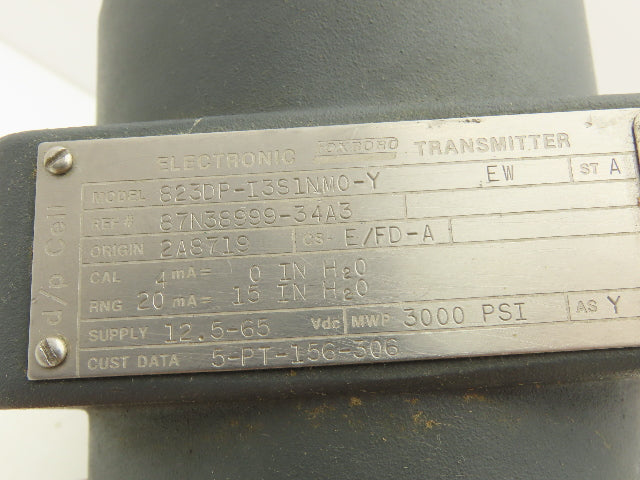 d/p Cell
ELECTRONIC FOXBORO TRANSMITTER
MODEL 823DP-I3S1NMO-Y EW ST A
REF# 87N38999-34A3
ORIGIN 2A8719 CS- E/FD-A
CAL 4 mA= 0 IN H2O
RNG 20 mA= 15 IN H2O
SUPPLY 12.5-65 Vdc MWP 3000 PSI AS Y
CUST DATA 5-PT-156-306